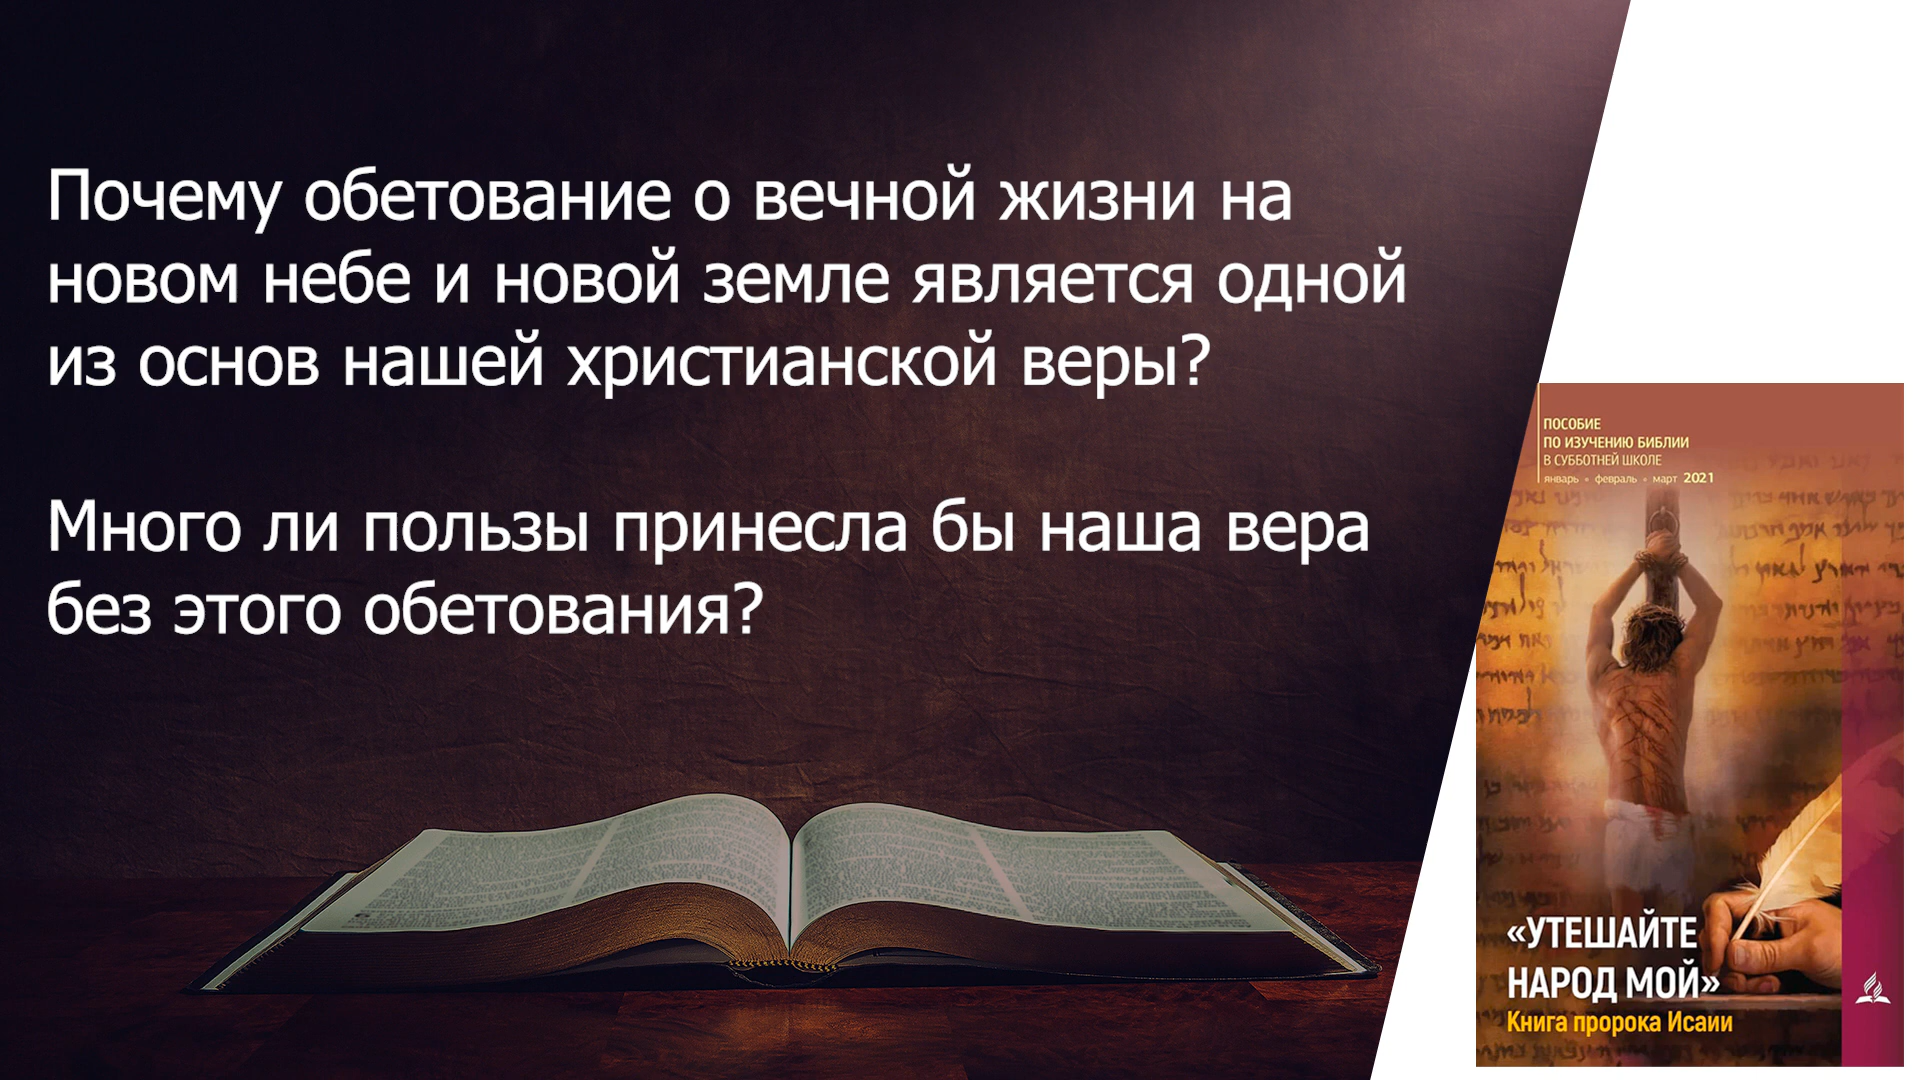 Почему обетование о вечной жизни на
новом небе и новой земле является одной
из основ нашей христианской веры?
Много ли пользы принесла бы наша вера
без этого обетования?
ПОСОБИЕ
ПО ИЗУЧЕНИЮ БИБЛИИ
В СУББОТНЕЙ ШКОЛЕ
январь • февраль • март 2021
«УТЕШАЙТЕ
НАРОД МОЙ»
Книга пророка Исаии